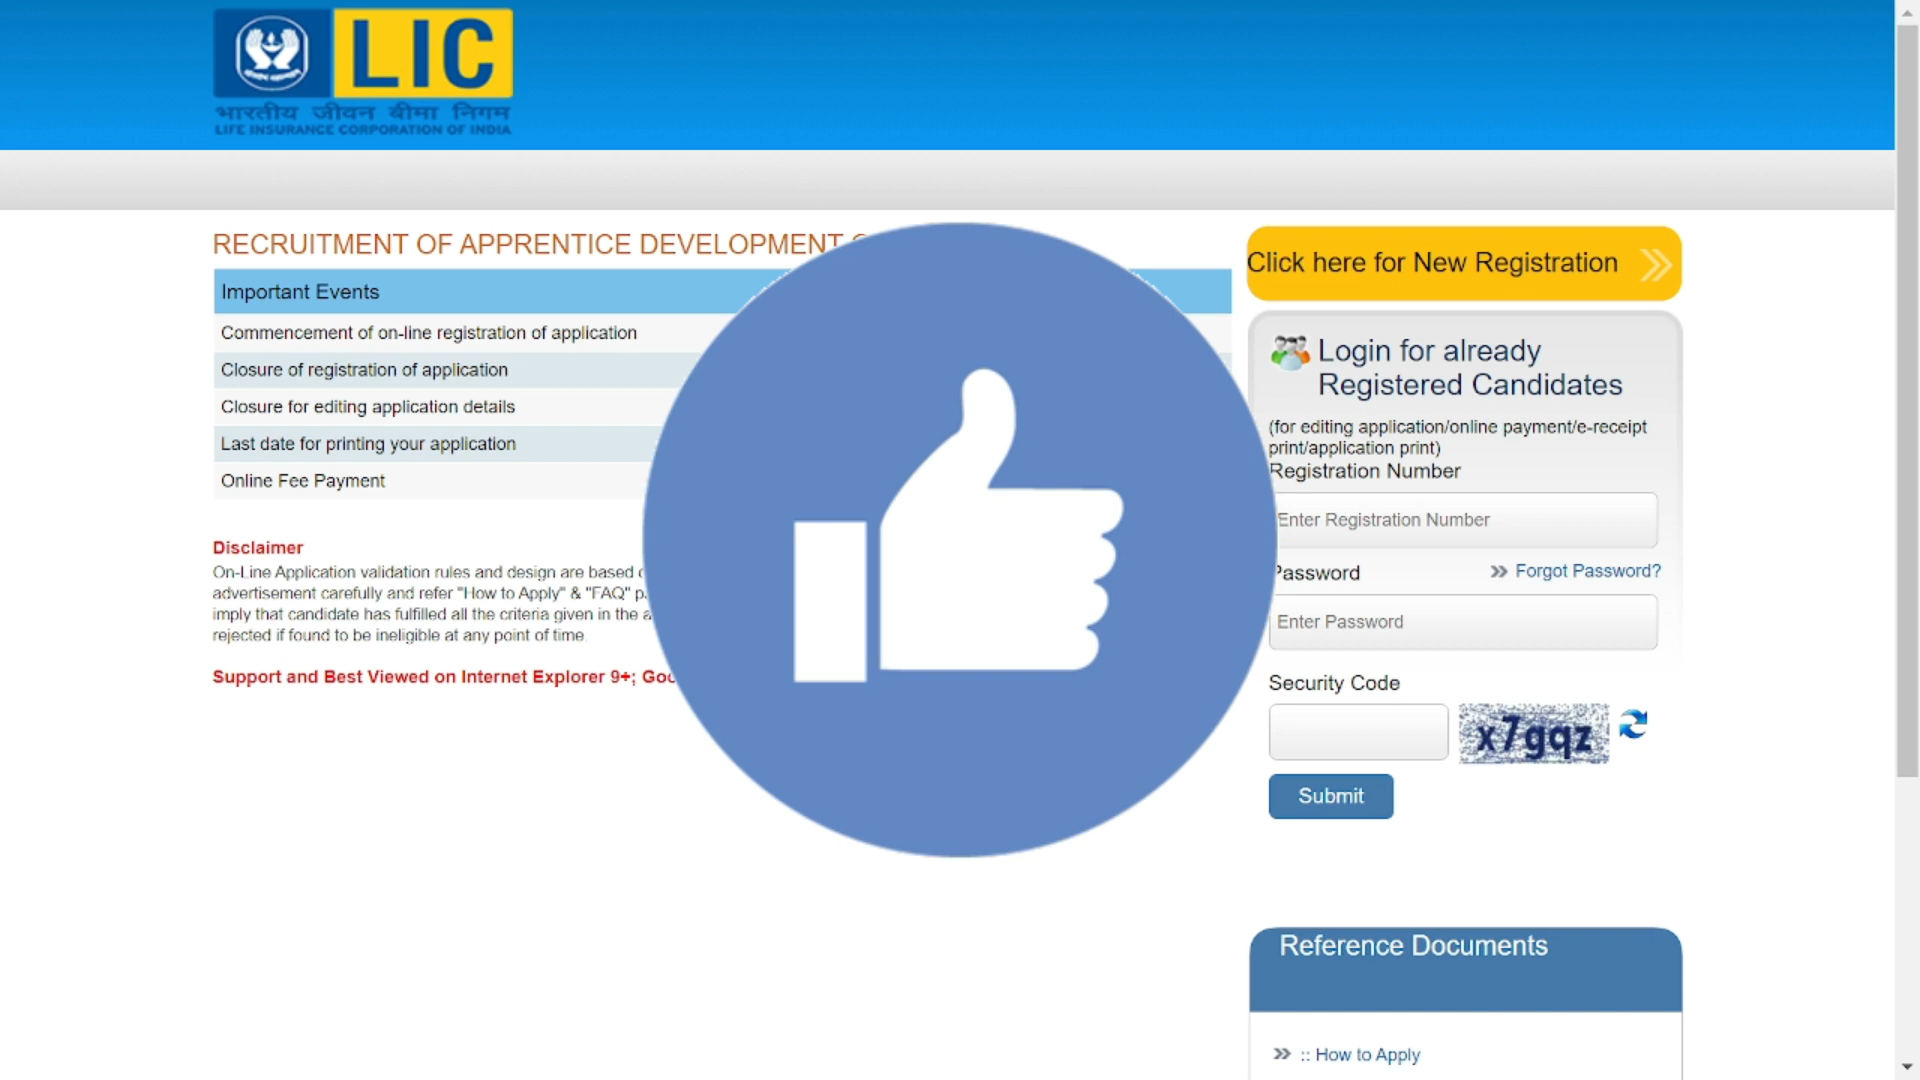 LIC
भारतीय जीवन बीमा निगम
LIFE INSURANCE CORPORATION OF INDIA
RECRUITMENT OF APPRENTICE DEVELOPMENT
Important Events
Commencement of on-line registration of application
Closure of registration of application
Closure for editing application details
Last date for printing your application
Online Fee Payment
Disclaimer
On-Line Application validation rules and design are based
advertisement carefully and refer "How to Apply" & "FAQ"
imply that candidate has fulfilled all the criteria given in the
rejected if found to be ineligible at any point of time
Support and Best Viewed on Internet Explorer 9+;
Click here for New Registration
Login for already
Registered Candidates
(for editing application/online payment/e-receipt
print/application print)
Registration Number
Enter Registration Number
Password
» Forgot Password?
Enter Password
Security Code
x7gqz
Submit
Reference Documents
» :: How to Apply